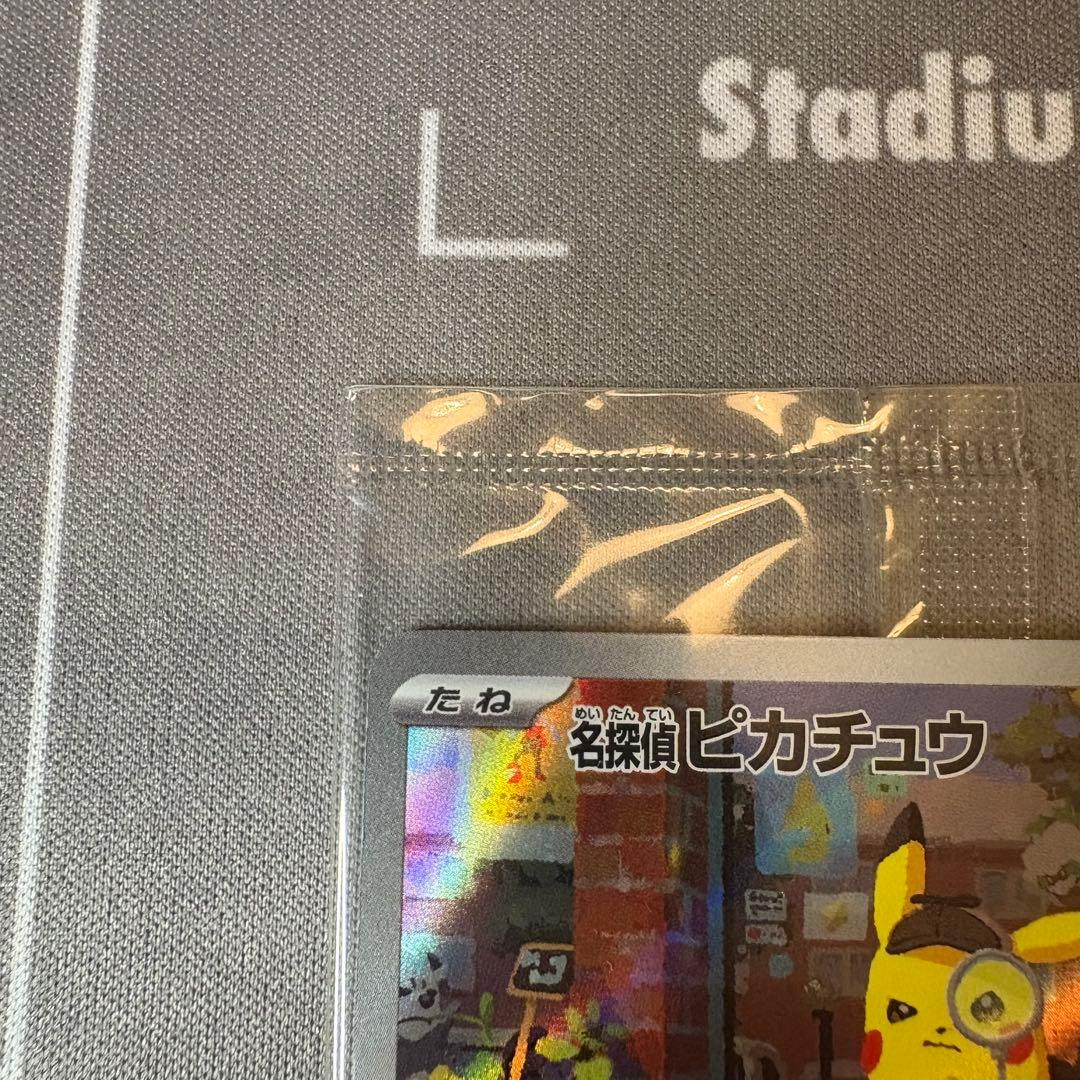 Stadiu
たね
めいたんてい
名探偵ピカチュウ